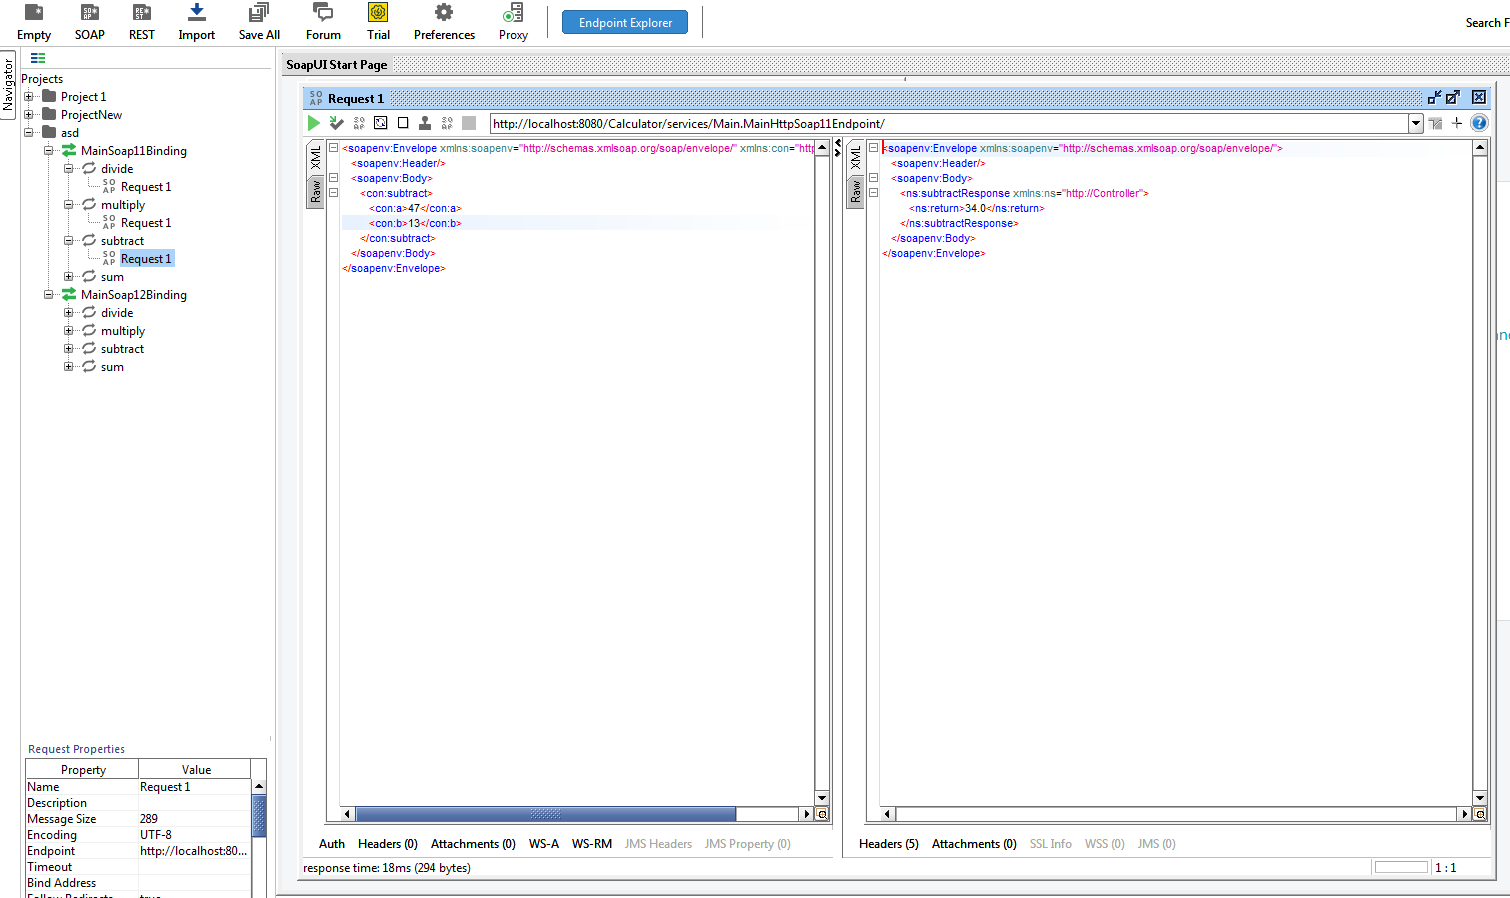 Empty SOAP REST Import Save All Forum Trial Preferences Proxy Endpoint Explorer Search F
Navigator
Projects
Project 1
ProjectNew
asd
MainSoap11Binding
divide
Request 1
multiply
Request 1
subtract
Request 1
sum
MainSoap12Binding
divide
multiply
subtract
sum
Request Properties
Property Value
Name Request 1
Description
Message Size 289
Encoding UTF-8
Endpoint http://localhost:80...
Timeout
Bind Address
SoapUI Start Page
Request 1
http://localhost:8080/Calculator/services/Main.MainHttpSoap11Endpoint/
XML
Raw
<soapenv:Envelope xmlns:soapenv="http://schemas.xmlsoap.org/soap/envelope/" xmlns:con="http
<soapenv:Header/>
<soapenv:Body>
<con:subtract>
<con:a>47</con:a>
<con:b>13</con:b>
</con:subtract>
</soapenv:Body>
</soapenv:Envelope>
XML
Raw
<soapenv:Envelope xmlns:soapenv="http://schemas.xmlsoap.org/soap/envelope/">
<soapenv:Header/>
<soapenv:Body>
<ns:subtractResponse xmlns:ns="http://Controller">
<ns:return>34.0</ns:return>
</ns:subtractResponse>
</soapenv:Body>
</soapenv:Envelope>
Auth Headers (0) Attachments (0) WS-A WS-RM JMS Headers JMS Property (0)
Headers (5) Attachments (0) SSL Info WSS (0) JMS (0)
response time: 18ms (294 bytes)
1 : 1